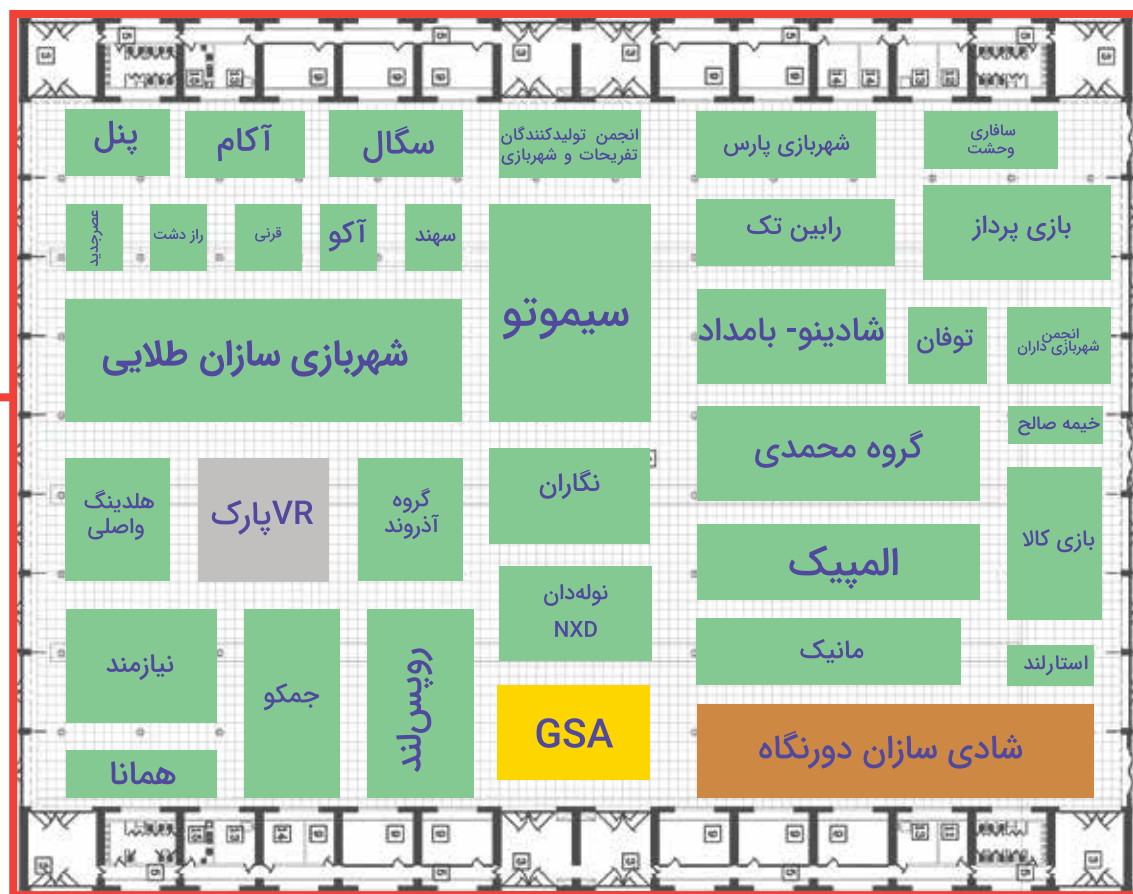 سافاری
وحشت
شهربازی پارس
انجمن تولیدکنندگان
تفریحات و شهربازی
سگال
آکام
پنل
بازی پرداز
رابین تک
سیموتو
سهند
آکو
قرنی
راز دشت
عصرجدید
انجمن
شهربازی داران
توفان
شادینو- بامداد
شهربازی سازان طلایی
خیمه صالح
گروه محمدی
نگاران
گروه
آذروند
VRپارک
هلدینگ
واصلی
بازی کالا
المپیک
نوله‌دان
NXD
مانیک
استارلند
روپس‌لند
جمکو
نیازمند
شادی سازان دورنگاه
GSA
همانا